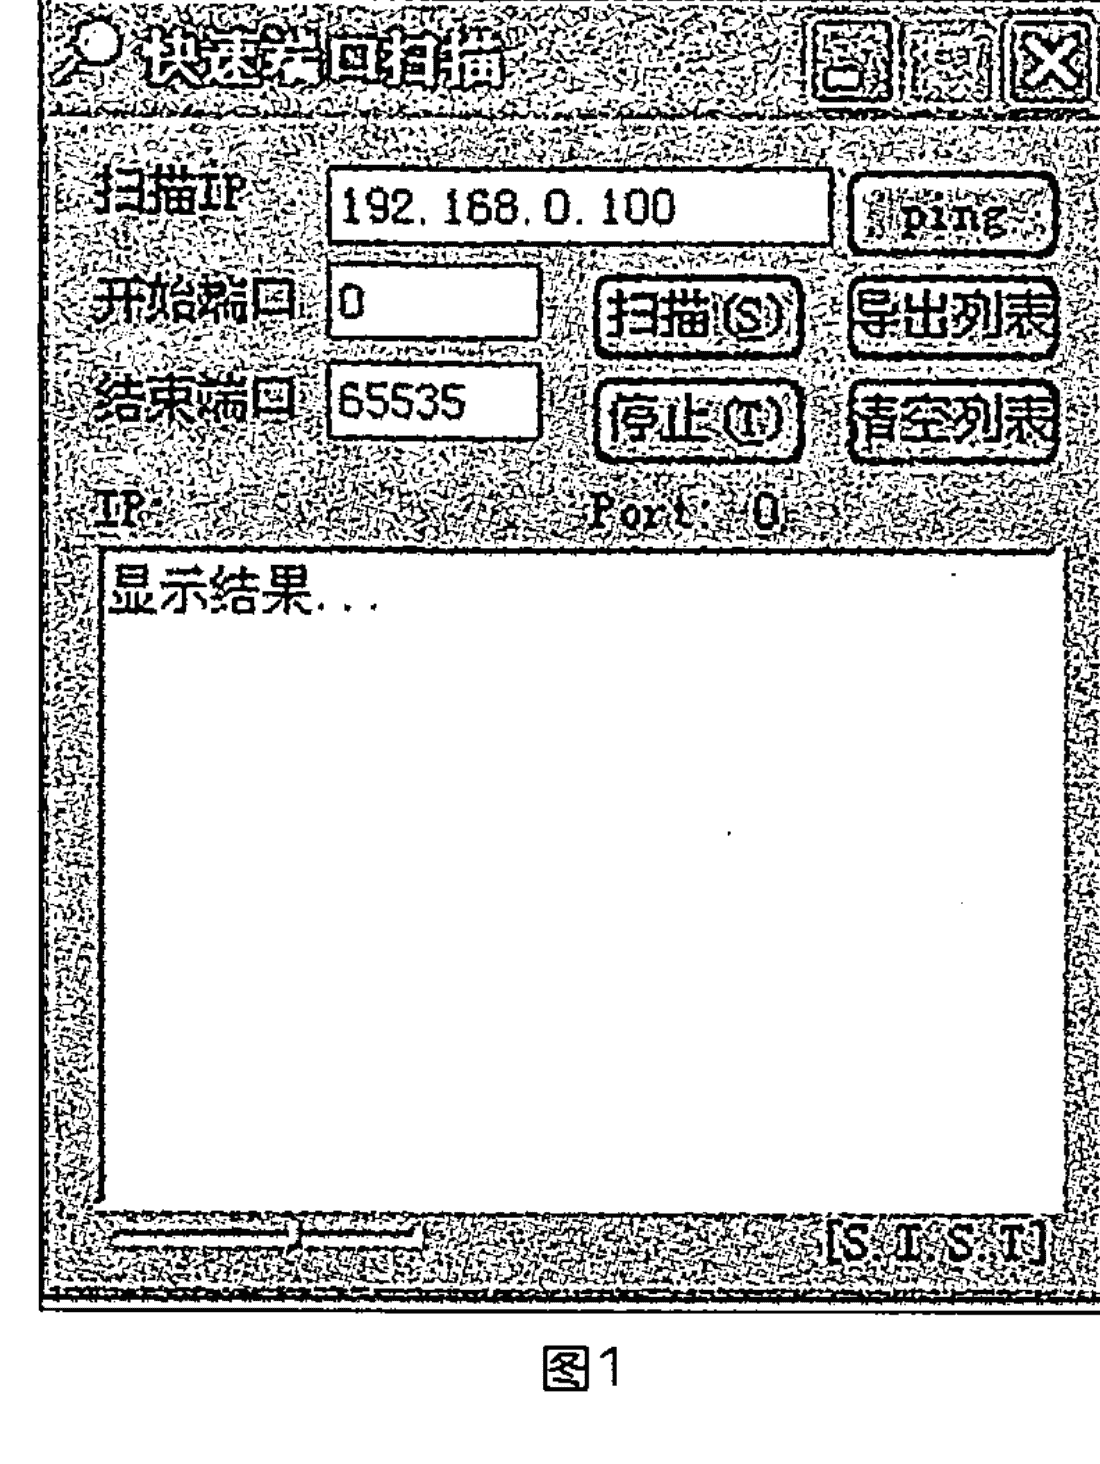 快速端口扫描
扫描IP 192.168.0.100 ping
开始端口 0 扫描(S) 导出列表
结束端口 65535 停止(T) 清空列表
IP: Port: 0
显示结果...
[S.T.S.T]
图1